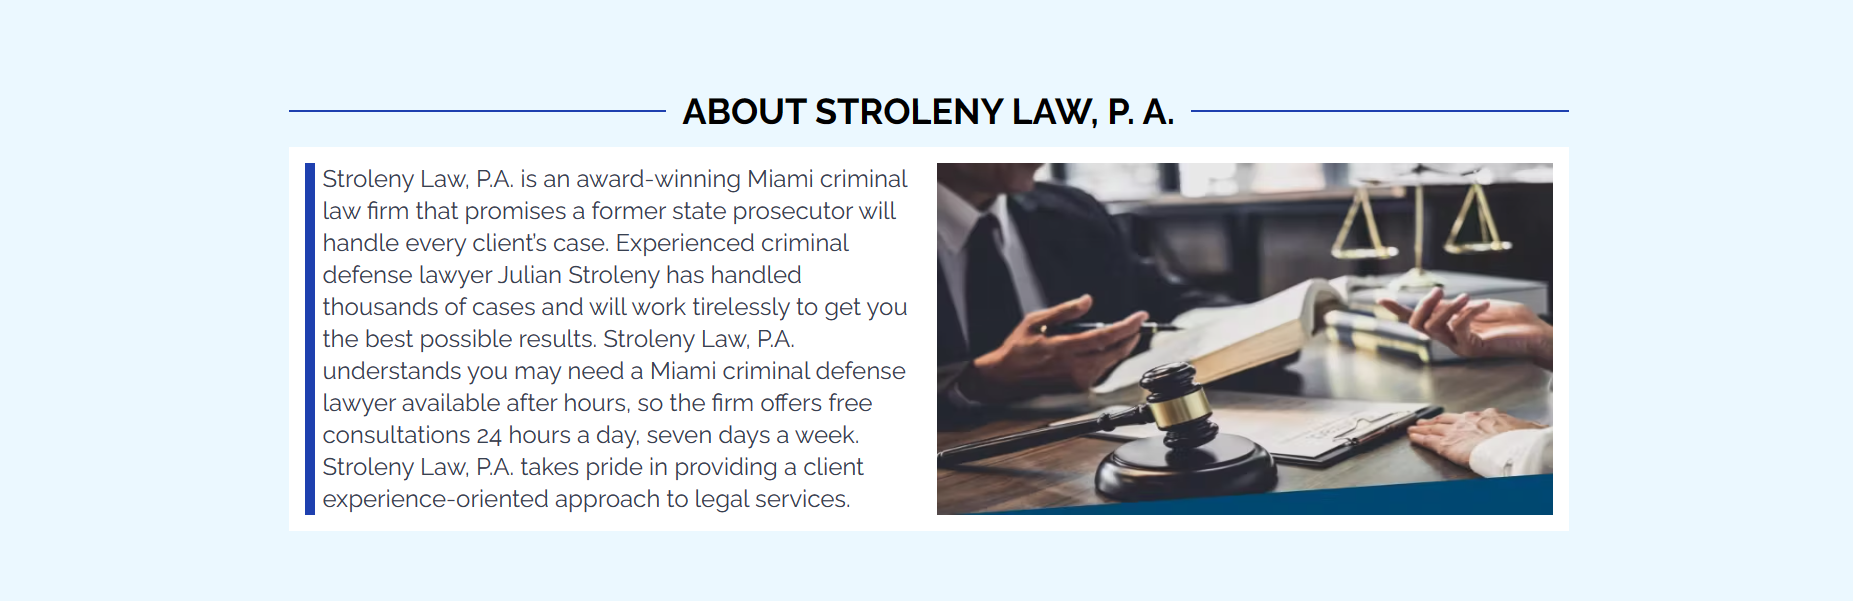 ABOUT STROLENY LAW, P. A.
Stroleny Law, P.A. is an award-winning Miami criminal
law firm that promises a former state prosecutor will
handle every client's case. Experienced criminal
defense lawyer Julian Stroleny has handled
thousands of cases and will work tirelessly to get you
the best possible results. Stroleny Law, P.A.
understands you may need a Miami criminal defense
lawyer available after hours, so the firm offers free
consultations 24 hours a day, seven days a week.
Stroleny Law, P.A. takes pride in providing a client
experience-oriented approach to legal services.